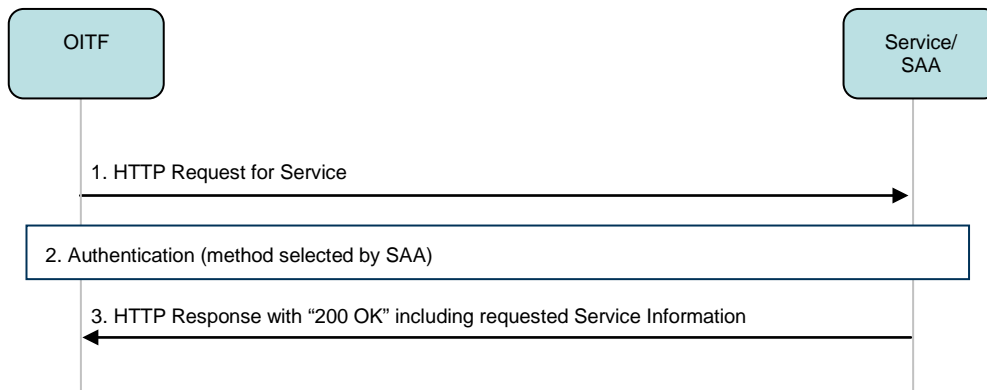 OITF
Service/
SAA
1. HTTP Request for Service
2. Authentication (method selected by SAA)
3. HTTP Response with “200 OK” including requested Service Information